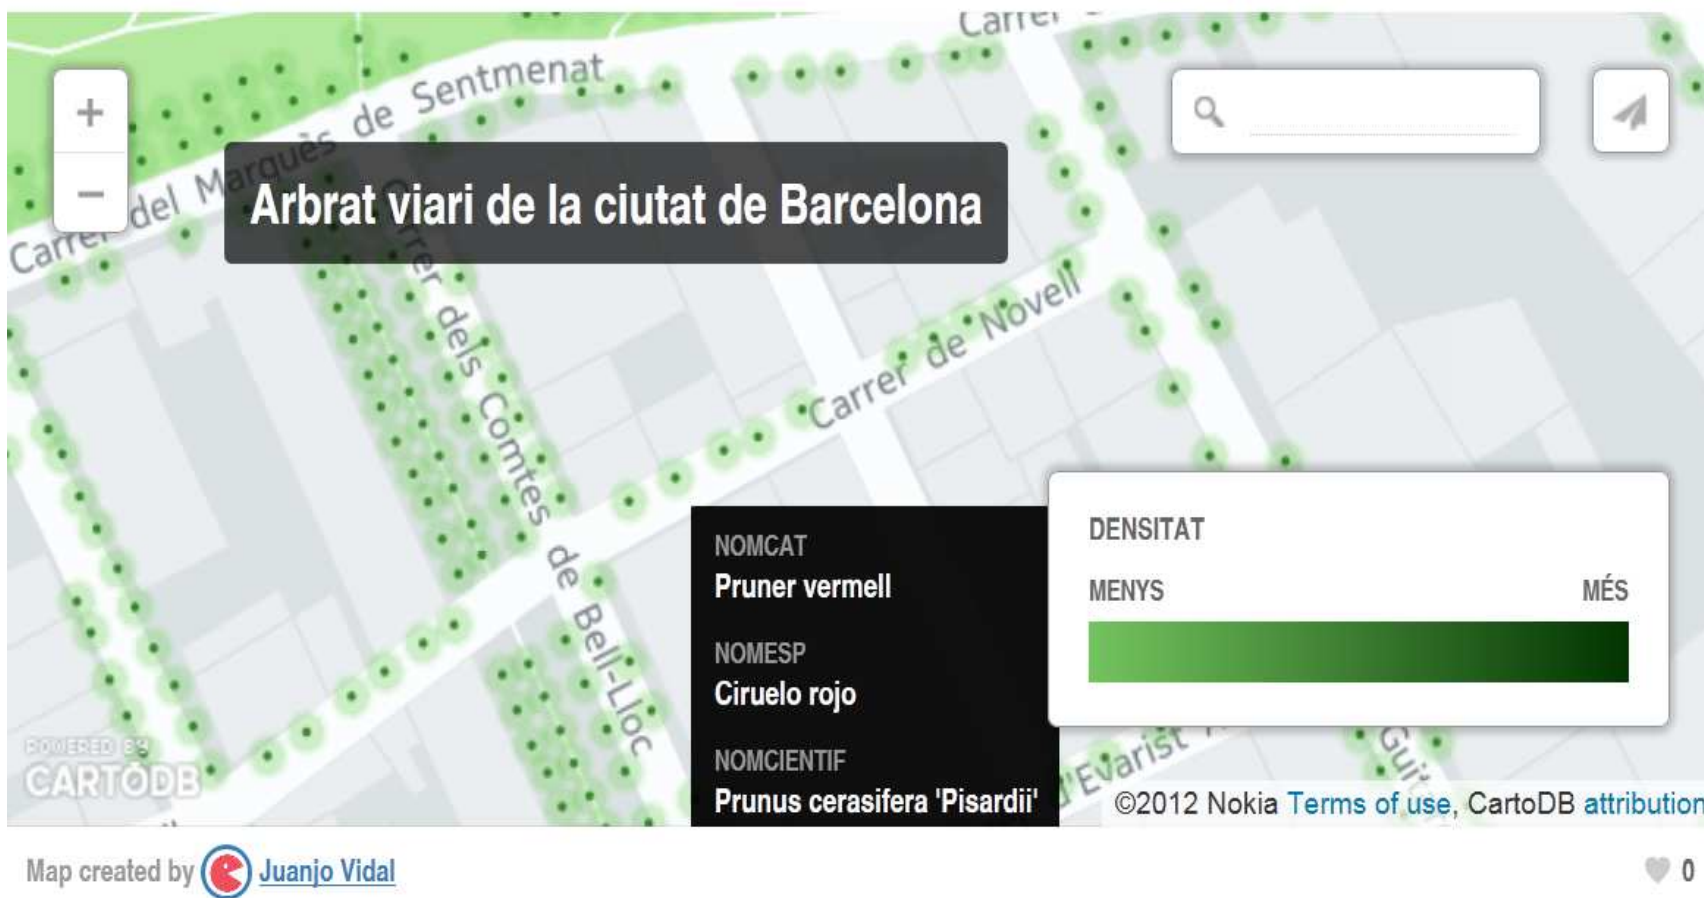 Carrer
Carrer del Marquès de Sentmenat
+
−
Arbrat viari de la ciutat de Barcelona
Carrer dels Comtes de Bell-Lloc
Carrer de Novell
NOMCAT
Pruner vermell
NOMESP
Ciruelo rojo
NOMCIENTIF
Prunus cerasifera 'Pisardii'
DENSITAT
MENYS MÉS
d'Evarist
POWERED BY
CARTODB
©2012 Nokia Terms of use, CartoDB attribution
Map created by Juanjo Vidal
0